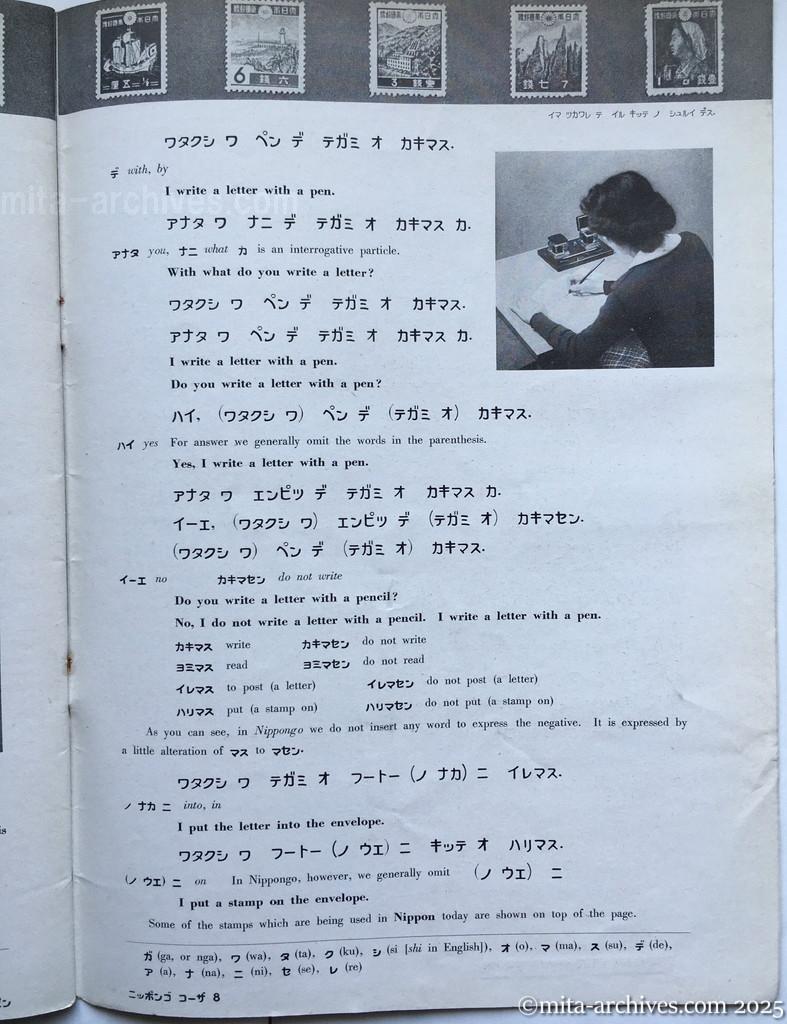 イマ ツカワレ テ イル キッテ ノ シュルイ デス.
ワタクシ ワ ペン デ テガミ オ カキマス.
デ with, by
I write a letter with a pen.
アナタ ワ ナニ デ テガミ オ カキマス カ.
アナタ you, ナニ what カ is an interrogative particle.
With what do you write a letter?
ワタクシ ワ ペン デ テガミ オ カキマス.
アナタ ワ ペン デ テガミ オ カキマス カ.
I write a letter with a pen.
Do you write a letter with a pen?
ハイ, (ワタクシ ワ) ペン デ (テガミ オ) カキマス.
ハイ yes For answer we generally omit the words in the parenthesis.
Yes, I write a letter with a pen.
アナタ ワ エンピツ デ テガミ オ カキマス カ.
イーエ, (ワタクシ ワ) エンピツ デ (テガミ オ) カキマセン.
(ワタクシ ワ) ペン デ (テガミ オ) カキマス.
イーエ no カキマセン do not write
Do you write a letter with a pencil?
No, I do not write a letter with a pencil. I write a letter with a pen.
カキマス write カキマセン do not write
ヨミマス read ヨミマセン do not read
イレマス to post (a letter) イレマセン do not post (a letter)
ハリマス put (a stamp on) ハリマセン do not put (a stamp on)
As you can see, in Nippongo we do not insert any word to express the negative. It is expressed by
a little alteration of マス to マセン.
ワタクシ ワ テガミ オ フートー (ノ ナカ) ニ イレマス.
ノ ナカ ニ into, in
I put the letter into the envelope.
ワタクシ ワ フートー (ノ ウエ) ニ キッテ オ ハリマス.
(ノ ウエ) ニ on In Nippongo, however, we generally omit (ノ ウエ) ニ
I put a stamp on the envelope.
Some of the stamps which are being used in Nippon today are shown on top of the page.
ガ (ga, or nga), ワ (wa), タ (ta), ク (ku), シ (si [shi in English]), オ (o), マ (ma), ス (su), デ (de),
ア (a), ナ (na), ニ (ni), セ (se), レ (re)
ニッポンゴ コーザ 8
mita-archives.com
©mita-archives.com 2025